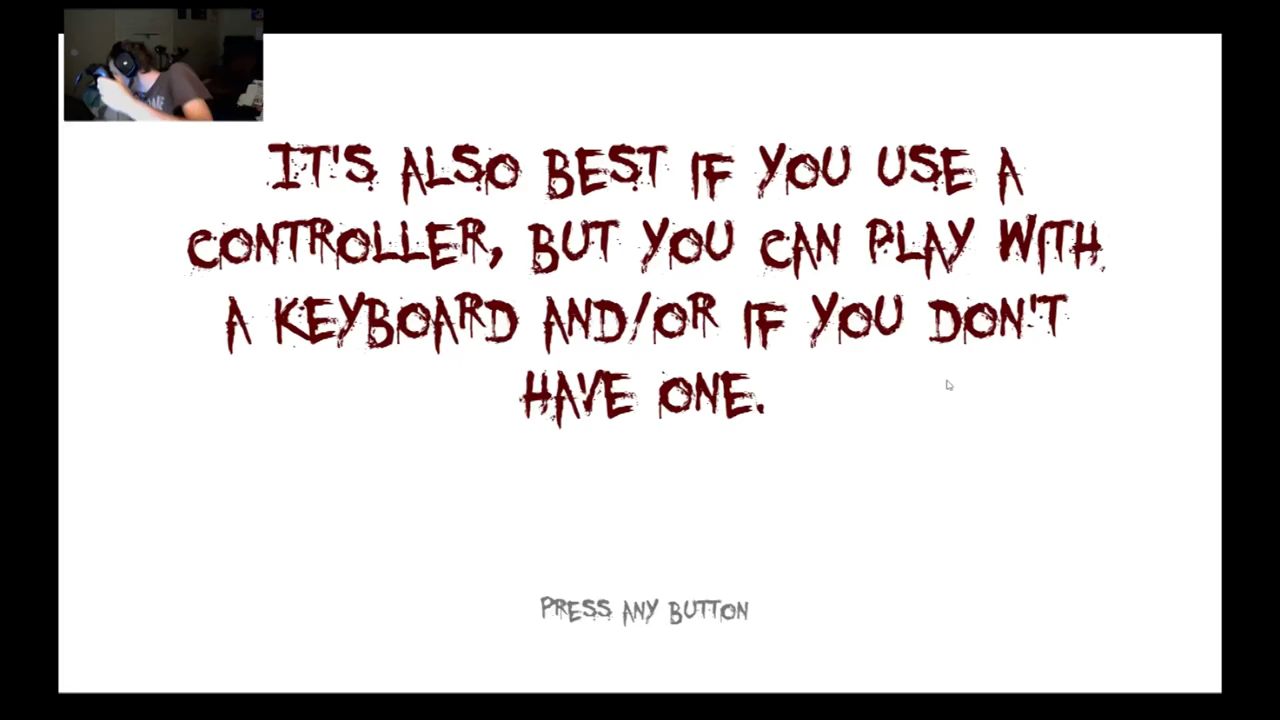 IT'S ALSO BEST IF YOU USE A
CONTROLLER, BUT YOU CAN PLAY WITH
A KEYBOARD AND/OR IF YOU DON'T
HAVE ONE.
PRESS ANY BUTTON